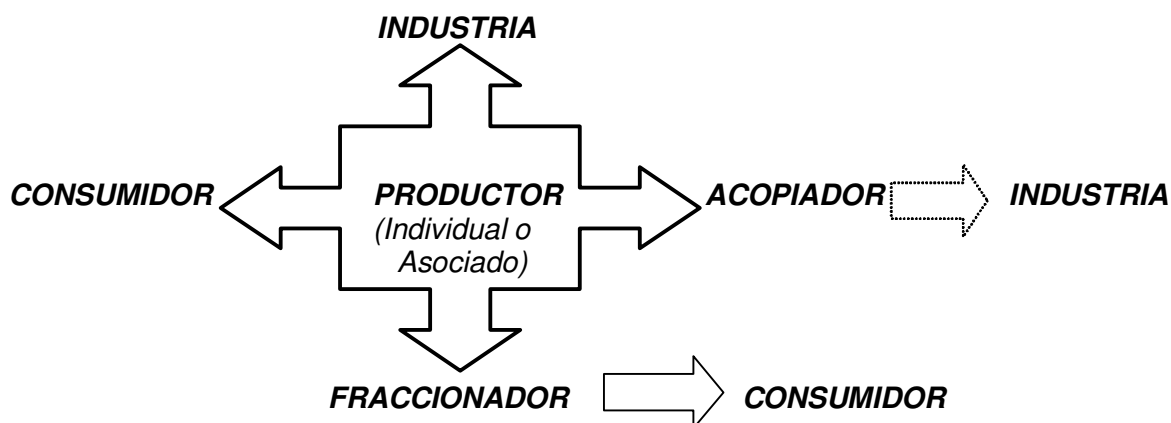 INDUSTRIA
CONSUMIDOR
PRODUCTOR
(Individual o
Asociado)
ACOPIADOR
INDUSTRIA
FRACCIONADOR
CONSUMIDOR